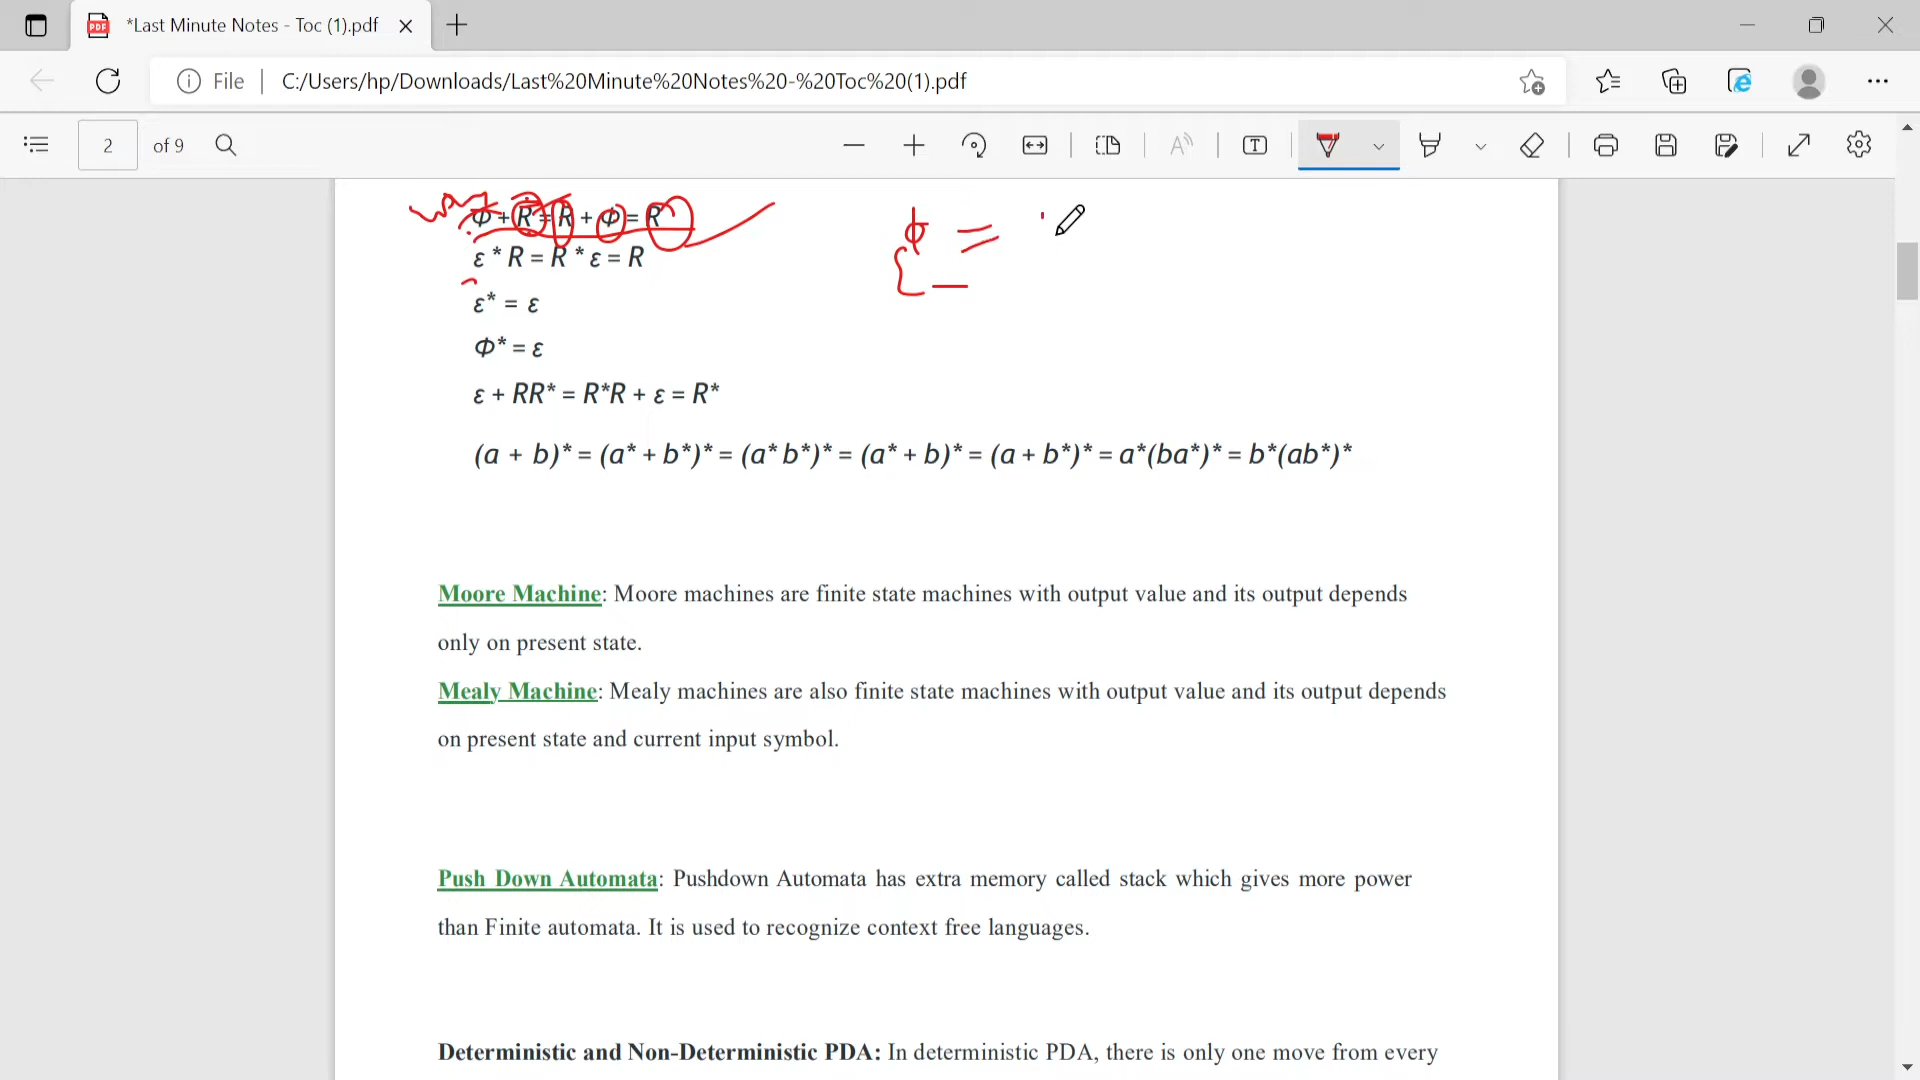 *Last Minute Notes - Toc (1).pdf
File C:/Users/hp/Downloads/Last%20Minute%20Notes%20-%20Toc%20(1).pdf
2 of 9
Φ + R = R + Φ = R
ϕ =
ε * R = R * ε = R
{ _
ε* = ε
Φ* = ε
ε + RR* = R*R + ε = R*
(a + b)* = (a* + b*)* = (a* b*)* = (a* + b)* = (a + b*)* = a*(ba*)* = b*(ab*)*
Moore Machine: Moore machines are finite state machines with output value and its output depends
only on present state.
Mealy Machine: Mealy machines are also finite state machines with output value and its output depends
on present state and current input symbol.
Push Down Automata: Pushdown Automata has extra memory called stack which gives more power
than Finite automata. It is used to recognize context free languages.
Deterministic and Non-Deterministic PDA: In deterministic PDA, there is only one move from every